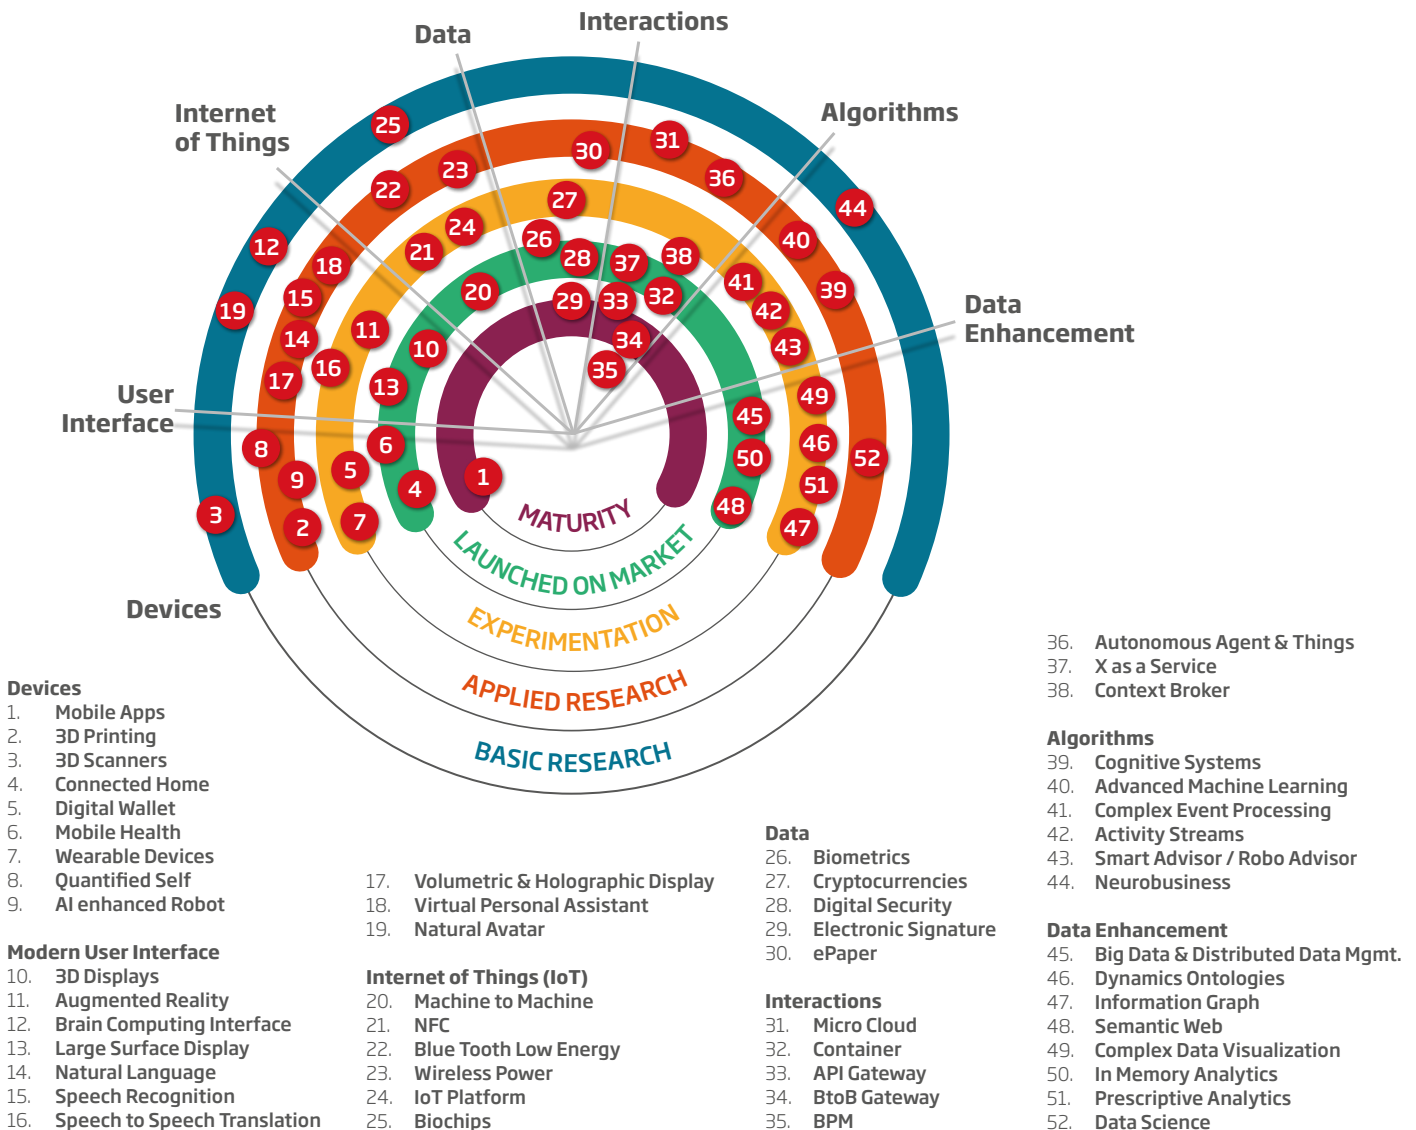 Interactions
Data
Internet
of Things
Algorithms
Data
Enhancement
User
Interface
Devices
25
31
30
23
36
22
27
44
24
26
40
12
21
28
37
38
18
41
39
20
15
29
33
32
19
42
11
14
34
43
10
16
35
17
13
49
45
6
46
8
5
50
52
9
1
4
51
48
3
7
2
47
MATURITY
LAUNCHED ON MARKET
EXPERIMENTATION
APPLIED RESEARCH
BASIC RESEARCH
Devices
1. Mobile Apps
2. 3D Printing
3. 3D Scanners
4. Connected Home
5. Digital Wallet
6. Mobile Health
7. Wearable Devices
8. Quantified Self
9. AI enhanced Robot
Modern User Interface
10. 3D Displays
11. Augmented Reality
12. Brain Computing Interface
13. Large Surface Display
14. Natural Language
15. Speech Recognition
16. Speech to Speech Translation
17. Volumetric & Holographic Display
18. Virtual Personal Assistant
19. Natural Avatar
Internet of Things (IoT)
20. Machine to Machine
21. NFC
22. Blue Tooth Low Energy
23. Wireless Power
24. IoT Platform
25. Biochips
Data
26. Biometrics
27. Cryptocurrencies
28. Digital Security
29. Electronic Signature
30. ePaper
Interactions
31. Micro Cloud
32. Container
33. API Gateway
34. BtoB Gateway
35. BPM
36. Autonomous Agent & Things
37. X as a Service
38. Context Broker
Algorithms
39. Cognitive Systems
40. Advanced Machine Learning
41. Complex Event Processing
42. Activity Streams
43. Smart Advisor / Robo Advisor
44. Neurobusiness
Data Enhancement
45. Big Data & Distributed Data Mgmt.
46. Dynamics Ontologies
47. Information Graph
48. Semantic Web
49. Complex Data Visualization
50. In Memory Analytics
51. Prescriptive Analytics
52. Data Science